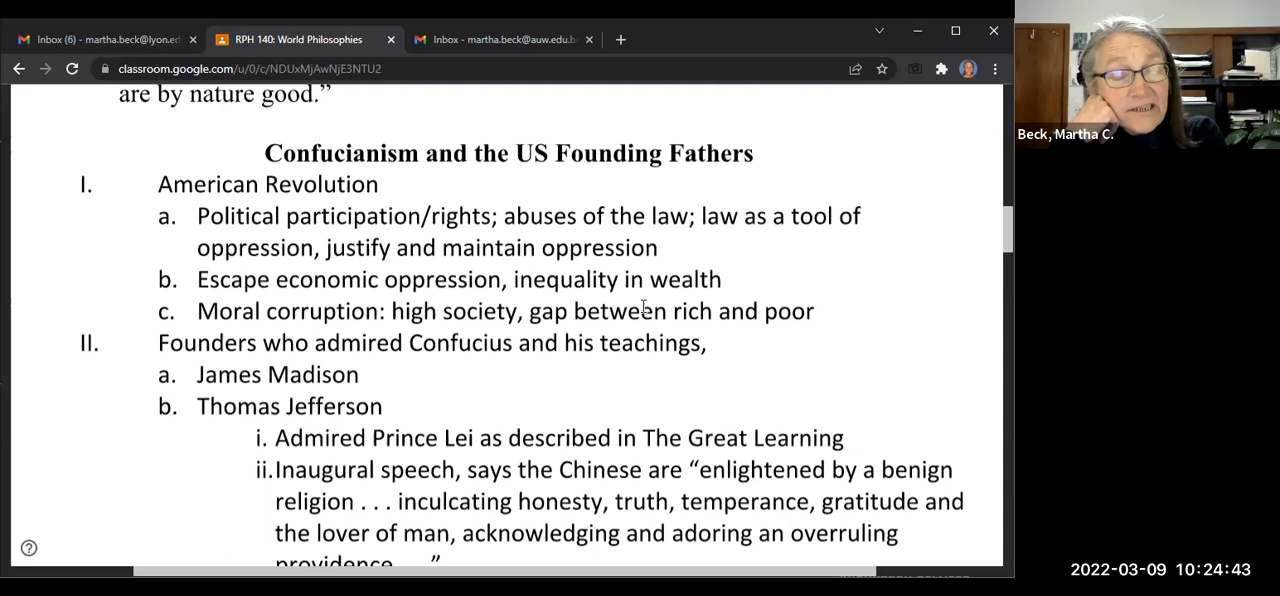 Inbox (6) - martha.beck@lyon.ed
RPH 140: World Philosophies
Inbox - martha.beck@auw.edu.b
classroom.google.com/u/0/c/NDUxMjAwNjE3NTU2
are by nature good.”
Confucianism and the US Founding Fathers
I. American Revolution
a. Political participation/rights; abuses of the law; law as a tool of
oppression, justify and maintain oppression
b. Escape economic oppression, inequality in wealth
c. Moral corruption: high society, gap between rich and poor
II. Founders who admired Confucius and his teachings,
a. James Madison
b. Thomas Jefferson
i. Admired Prince Lei as described in The Great Learning
ii. Inaugural speech, says the Chinese are “enlightened by a benign
religion . . . inculcating honesty, truth, temperance, gratitude and
the lover of man, acknowledging and adoring an overruling
providence . . . ”
Beck, Martha C.
2022-03-09 10:24:43